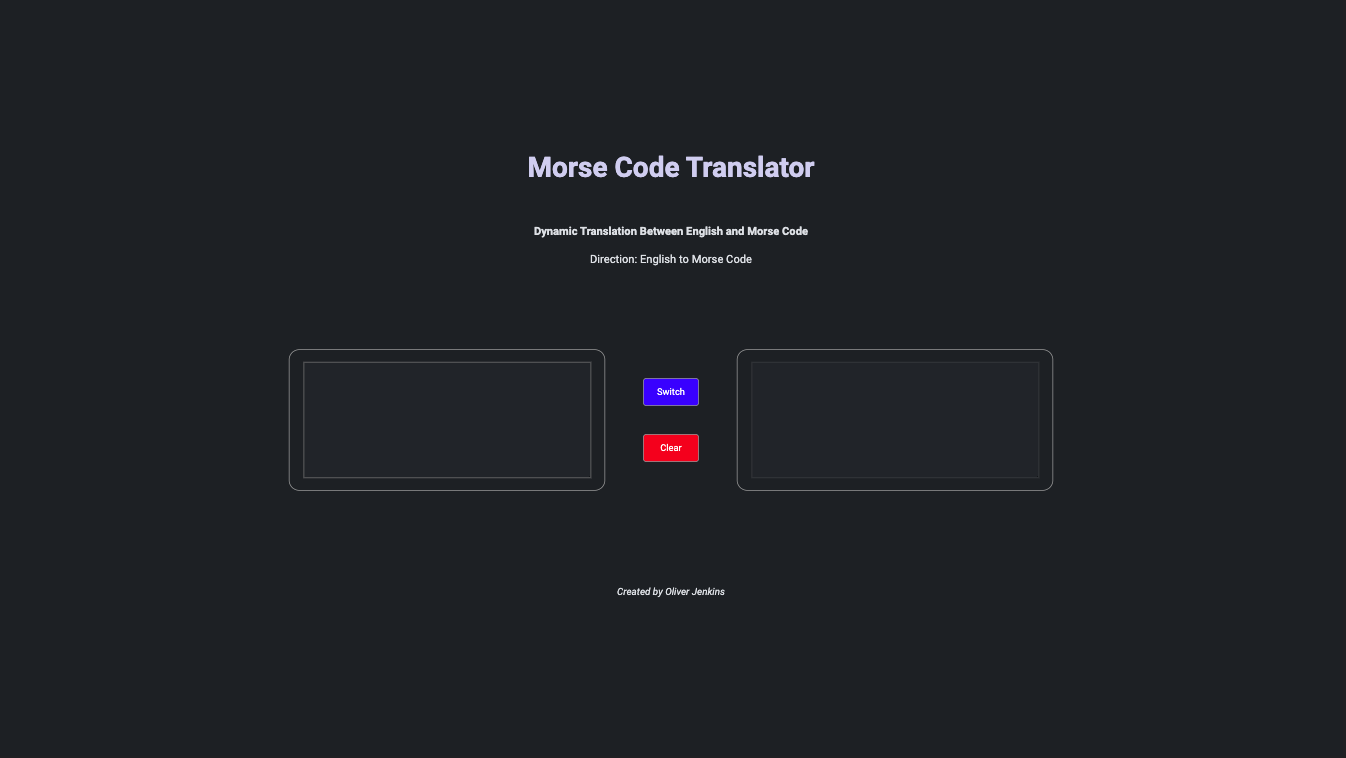 Morse Code Translator
Dynamic Translation Between English and Morse Code
Direction: English to Morse Code
Switch
Clear
Created by Oliver Jenkins